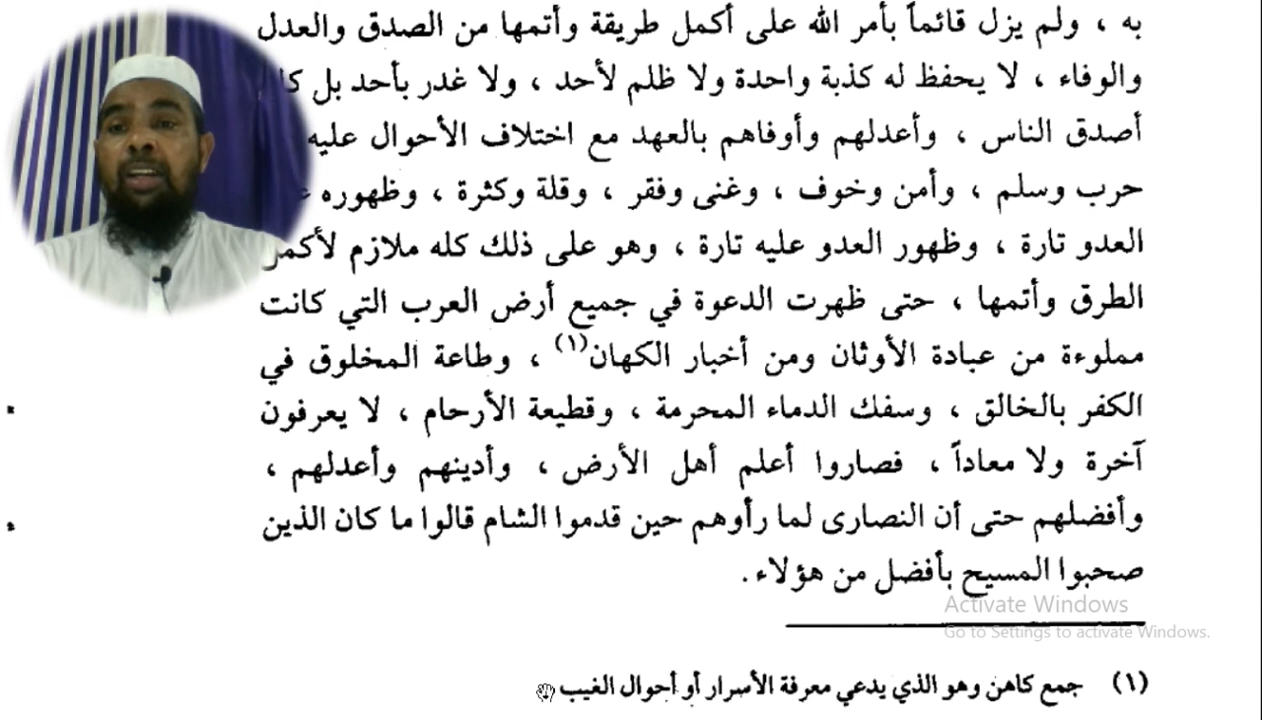 به ، ولم يزل قائماً بأمر الله على أكمل طريقة وأتمها من الصدق والعدل
والوفاء ، لا يحفظ له كذبة واحدة ولا ظلم لأحد ، ولا غدر بأحد بل
أصدق الناس ، وأعدلهم وأوفاهم بالعهد مع اختلاف الأحوال عليه
حرب وسلم ، وأمن وخوف ، وغنى وفقر ، وقلة وكثرة ، وظهوره
العدو تارة ، وظهور العدو عليه تارة ، وهو على ذلك كله ملازم لأكمل
الطرق وأتمها ، حتى ظهرت الدعوة في جميع أرض العرب التي كانت
مملوءة من عبادة الأوثان ومن أخبار الكهان(١) ، وطاعة المخلوق في
الكفر بالخالق ، وسفك الدماء المحرمة ، وقطيعة الأرحام ، لا يعرفون
آخرة ولا معاداً ، فصاروا أعلم أهل الأرض ، وأدينهم وأعدلهم ،
وأفضلهم حتى أن النصارى لما رأوهم حين قدموا الشام قالوا ما كان الذين
صحبوا المسيح بأفضل من هؤلاء .
Activate Windows
Go to Settings to activate Windows.
(١) جمع كاهن وهو الذي يدعي معرفة الأسرار أو أحوال الغيب